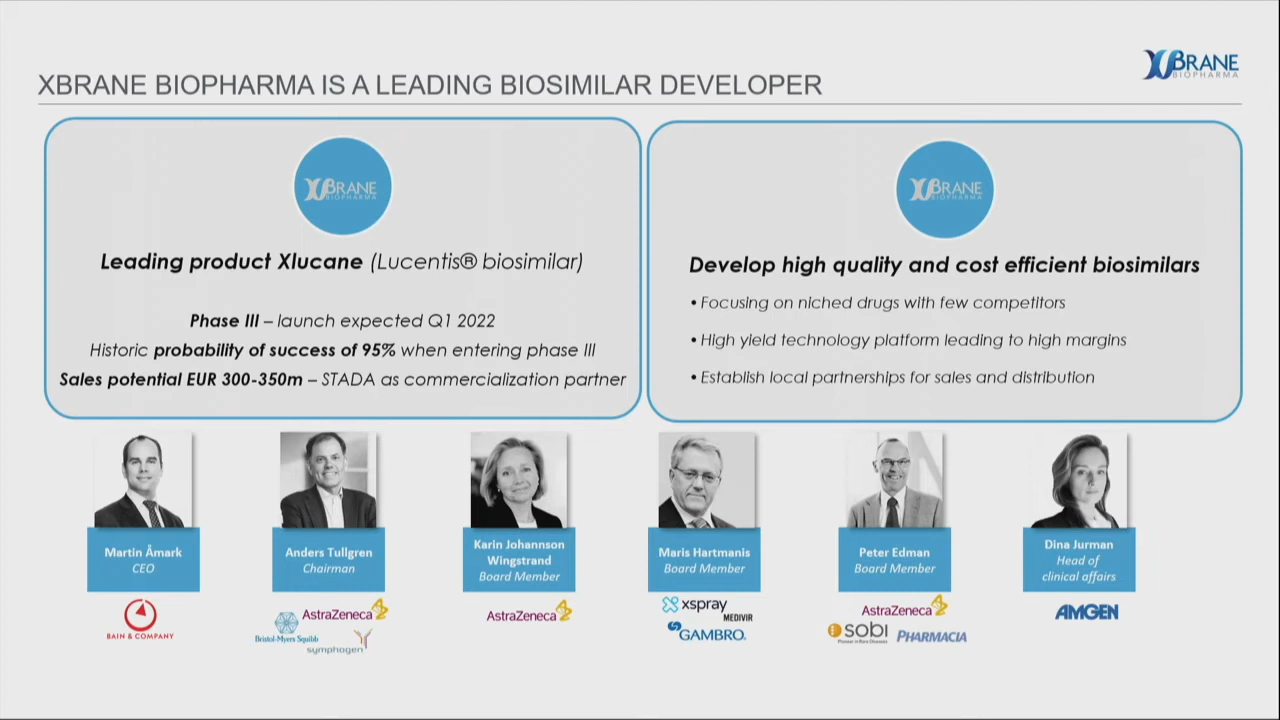 XBRANE BIOPHARMA IS A LEADING BIOSIMILAR DEVELOPER
XBRANE
BIOPHARMA
XBRANE
BIOPHARMA
Leading product Xlucane (Lucentis® biosimilar)
Phase III – launch expected Q1 2022
Historic probability of success of 95% when entering phase III
Sales potential EUR 300-350m – STADA as commercialization partner
XBRANE
BIOPHARMA
Develop high quality and cost efficient biosimilars
• Focusing on niched drugs with few competitors
• High yield technology platform leading to high margins
• Establish local partnerships for sales and distribution
Martin Åmark
CEO
BAIN & COMPANY
Anders Tullgren
Chairman
AstraZeneca
Bristol-Myers Squibb
symphogen
Karin Johannson
Wingstrand
Board Member
AstraZeneca
Maris Hartmanis
Board Member
xspray
MEDIVIR
GAMBRO.
Peter Edman
Board Member
AstraZeneca
sobi
Pioneer in Rare Diseases
PHARMACIA
Dina Jurman
Head of
clinical affairs
AMGEN